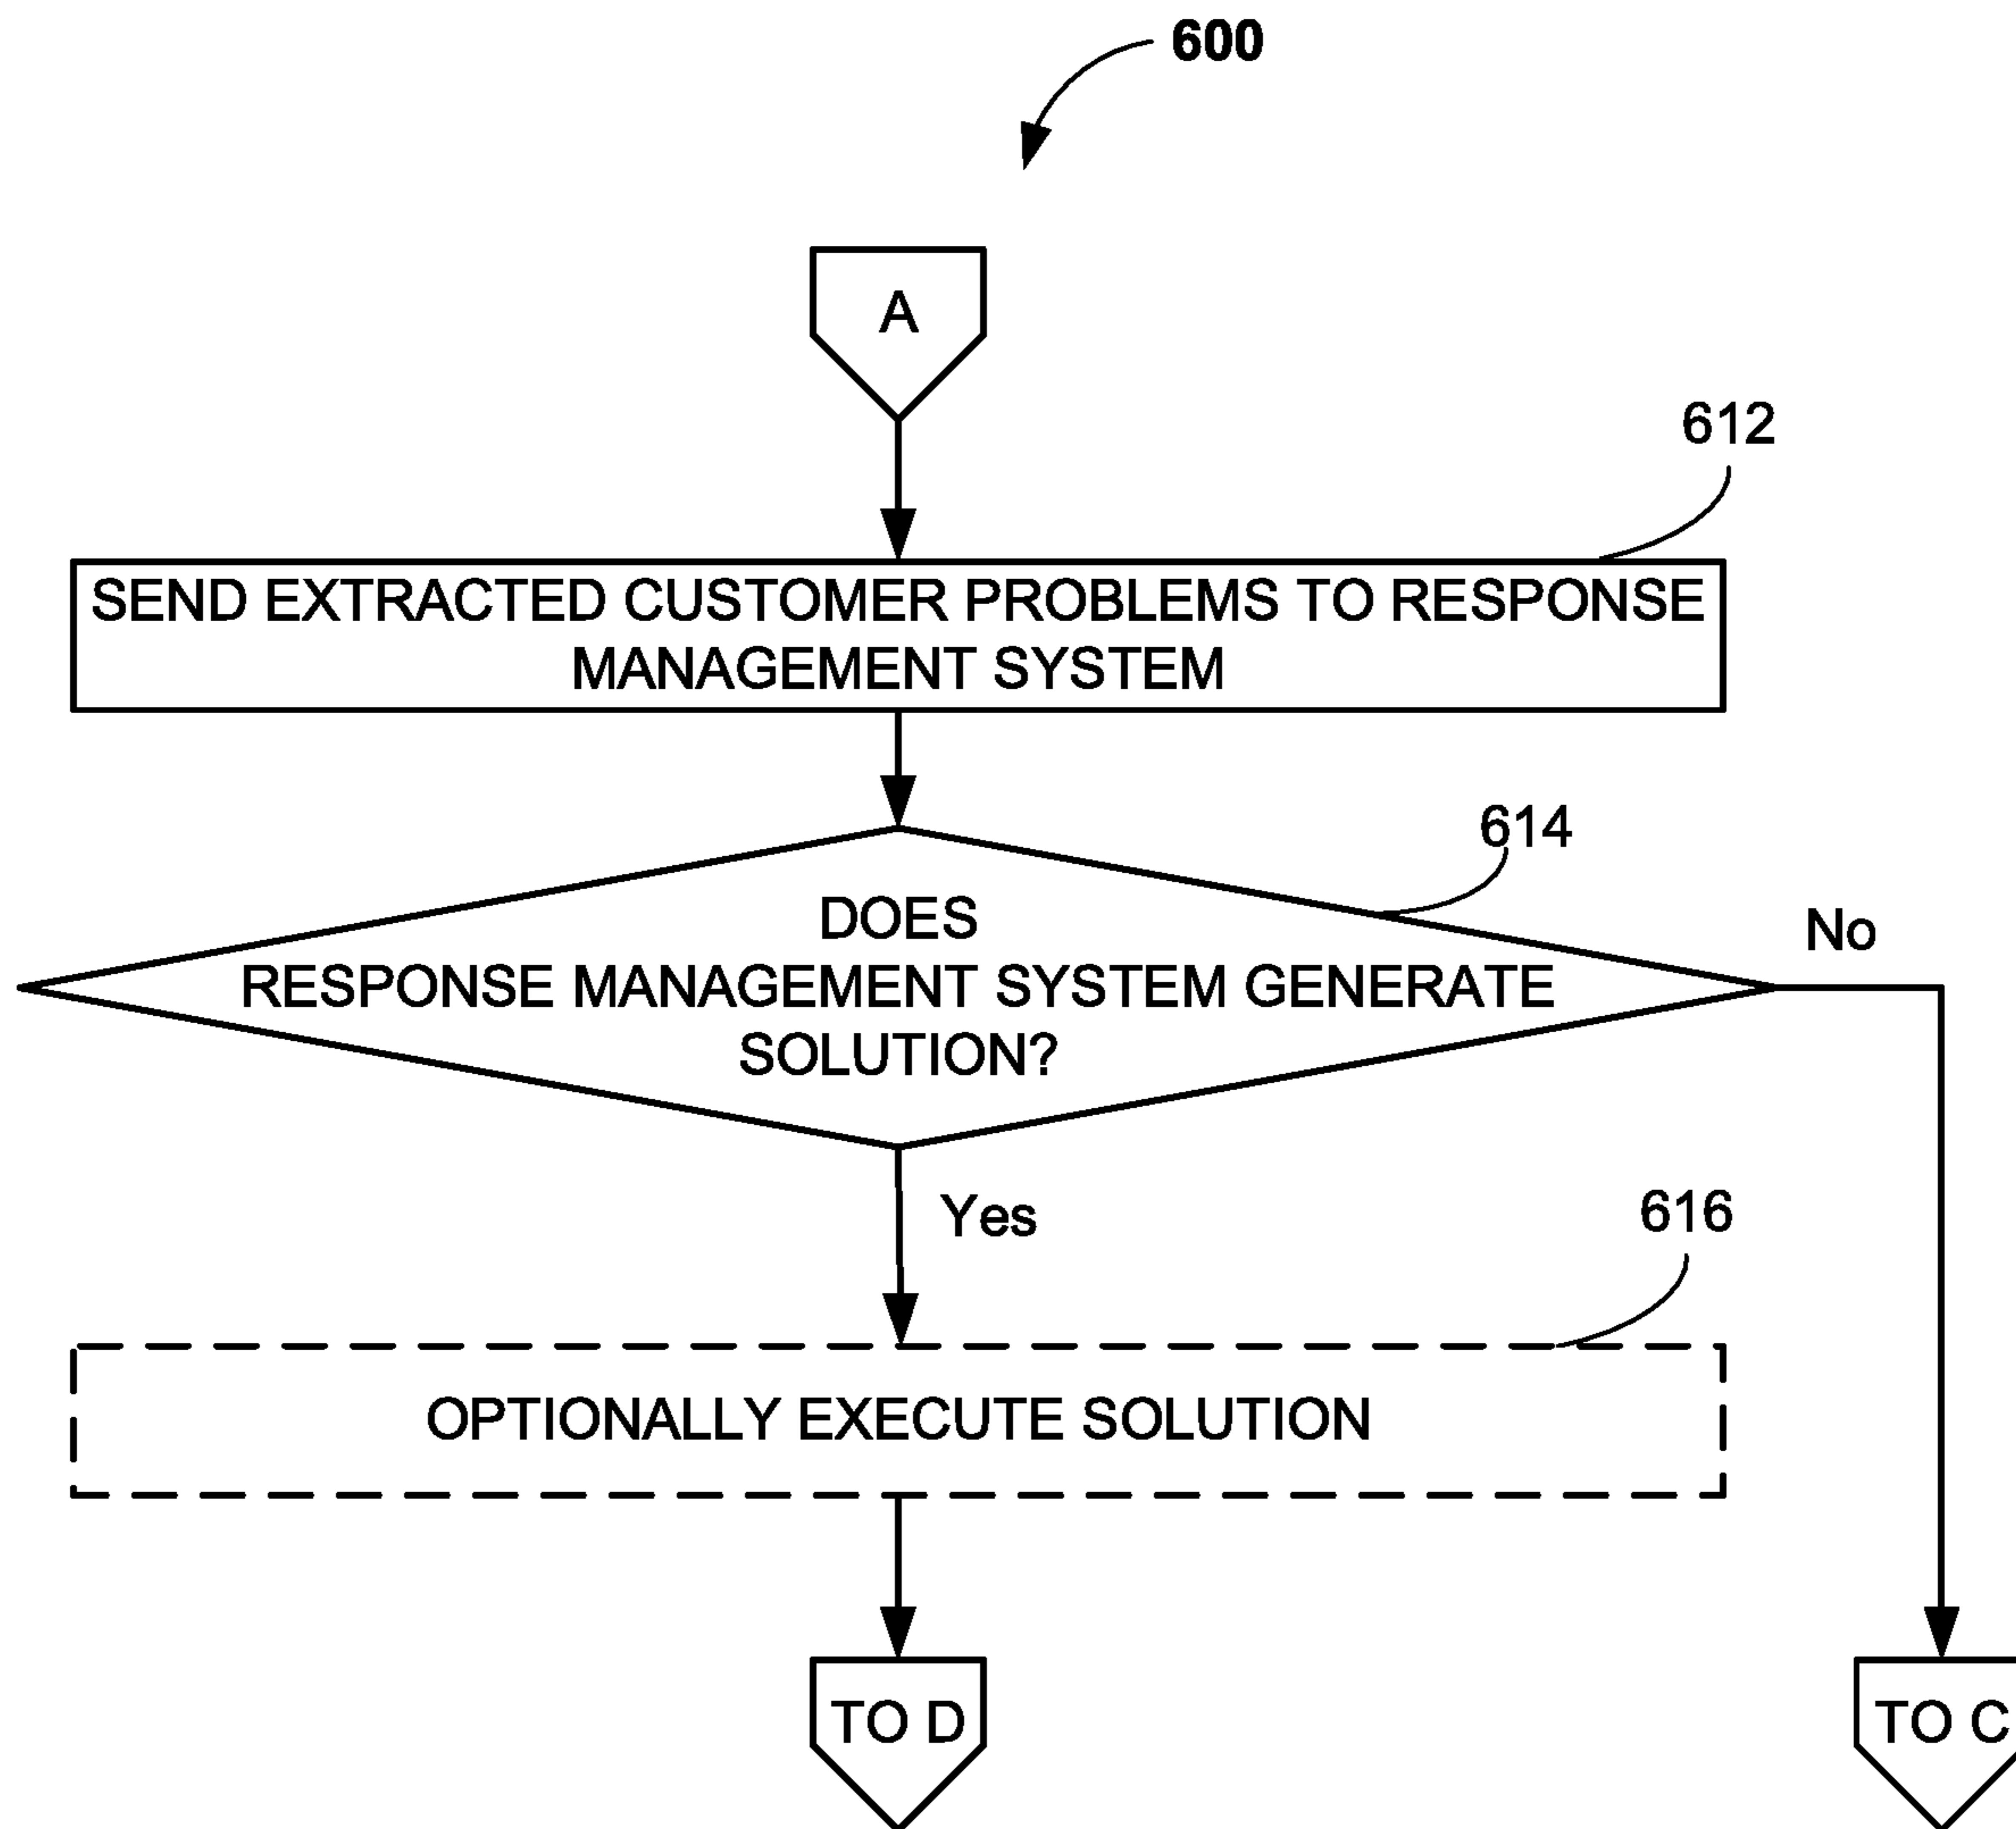 600
A
612
SEND EXTRACTED CUSTOMER PROBLEMS TO RESPONSE
MANAGEMENT SYSTEM
614
DOES
RESPONSE MANAGEMENT SYSTEM GENERATE
SOLUTION?
No
Yes
616
OPTIONALLY EXECUTE SOLUTION
TO D
TO C